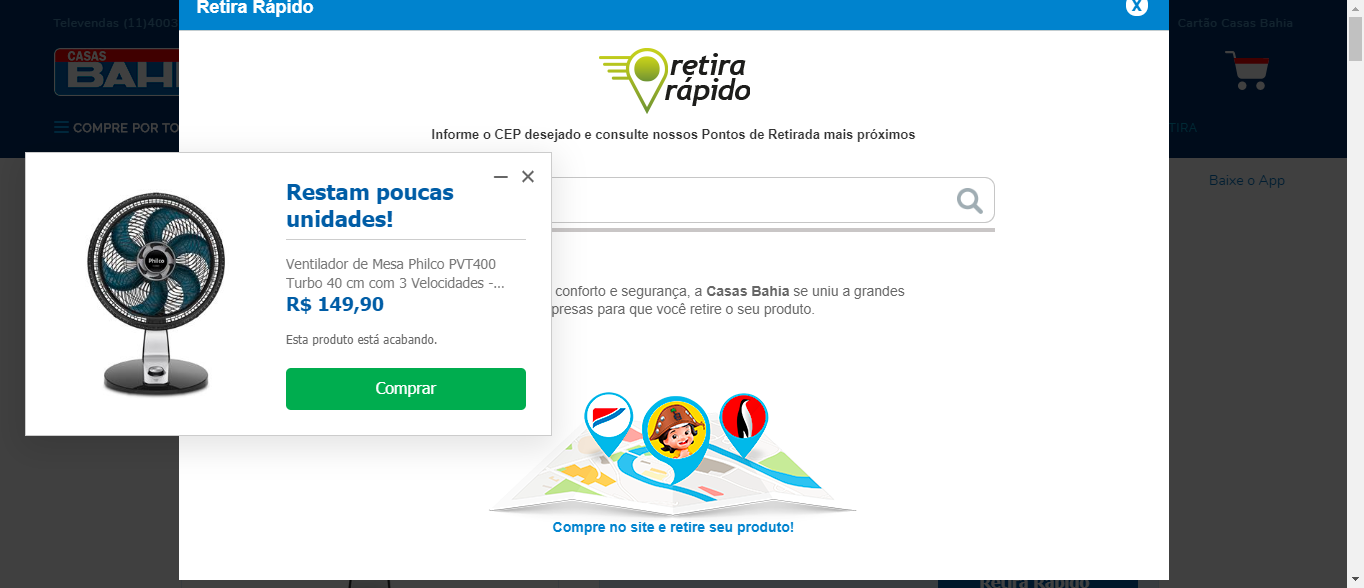 Retira Rápido
X
Televendas (11)4003
Cartão Casas Bahia
CASAS
BAHI
retira
rápido
COMPRE POR TO
TIRA
Informe o CEP desejado e consulte nossos Pontos de Retirada mais próximos
Baixe o App
Restam poucas
unidades!
Ventilador de Mesa Philco PVT400
Turbo 40 cm com 3 Velocidades -...
R$ 149,90
Esta produto está acabando.
Comprar
Philco
conforto e segurança, a Casas Bahia se uniu a grandes
presas para que você retire o seu produto.
Compre no site e retire seu produto!
Retira Rápido